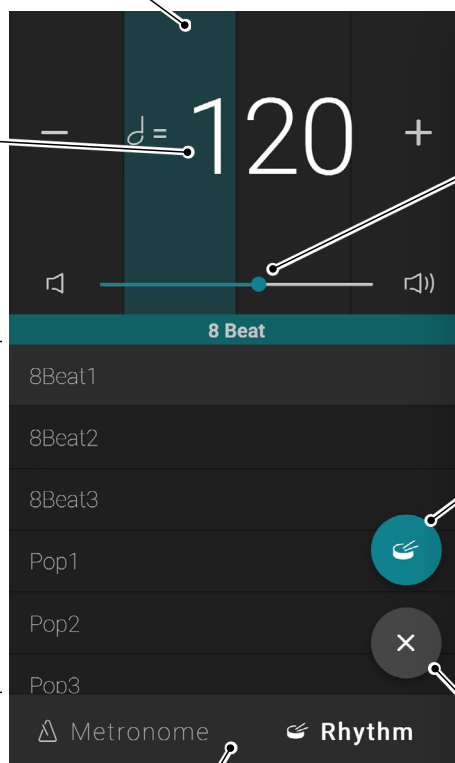 − 𝅗𝅥 = 120 +
8 Beat
8Beat1
8Beat2
8Beat3
Pop1
Pop2
Pop3
Metronome Rhythm